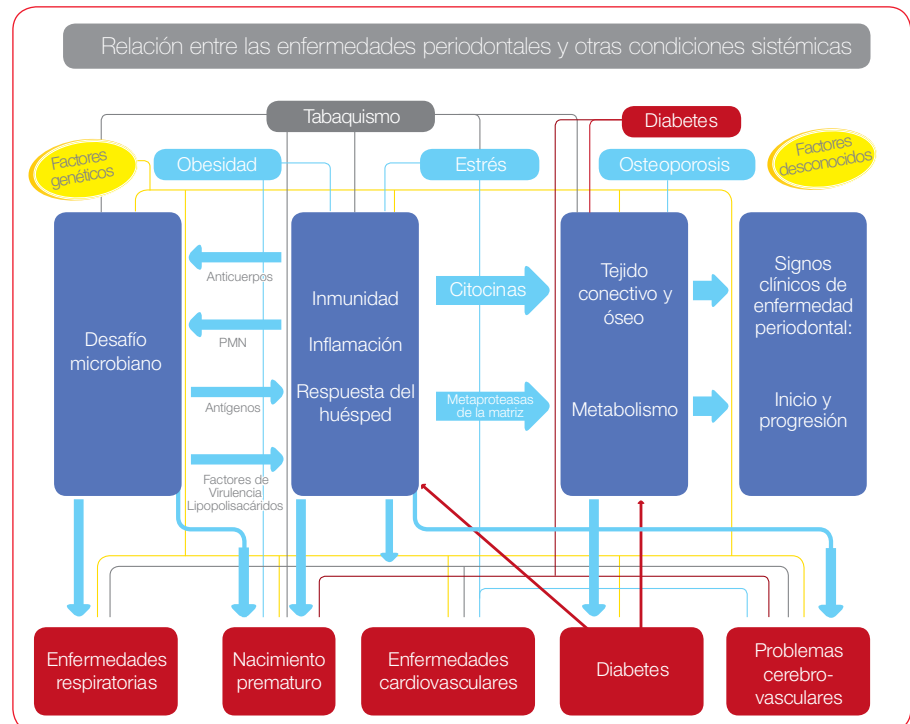 Relación entre las enfermedades periodontales y otras condiciones sistémicas
Tabaquismo
Diabetes
Factores
genéticos
Obesidad
Estrés
Osteoporosis
Factores
desconocidos
Desafío
microbiano
Anticuerpos
PMN
Antígenos
Factores de
Virulencia
Lipopolisacáridos
Inmunidad
Inflamación
Respuesta del
huésped
Citocinas
Metaproteasas
de la matriz
Tejido
conectivo y
óseo
Metabolismo
Signos
clínicos de
enfermedad
periodontal:
Inicio y
progresión
Enfermedades
respiratorias
Nacimiento
prematuro
Enfermedades
cardiovasculares
Diabetes
Problemas
cerebro-
vasculares